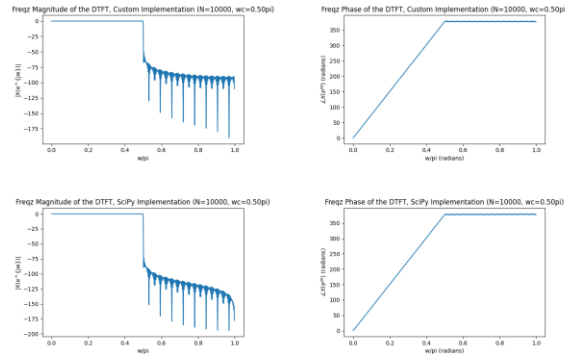 Freqz Magnitude of the DTFT, Custom Implementation (N=10000, wc=0.50pi)
0
−25
−50
−75
−100
−125
−150
−175
|X(e^{jw})|
0.0 0.2 0.4 0.6 0.8 1.0
w/pi
Freqz Phase of the DTFT, Custom Implementation (N=10000, wc=0.50pi)
350
300
250
200
150
100
50
0
∠X(e^{jω}) (radians)
0.0 0.2 0.4 0.6 0.8 1.0
w/pi (radians)
Freqz Magnitude of the DTFT, SciPy Implementation (N=10000, wc=0.50pi)
0
−25
−50
−75
−100
−125
−150
−175
−200
|X(e^{jw})|
0.0 0.2 0.4 0.6 0.8 1.0
w/pi
Freqz Phase of the DTFT, SciPy Implementation (N=10000, wc=0.50pi)
350
300
250
200
150
100
50
0
∠X(e^{jω}) (radians)
0.0 0.2 0.4 0.6 0.8 1.0
w/pi (radians)